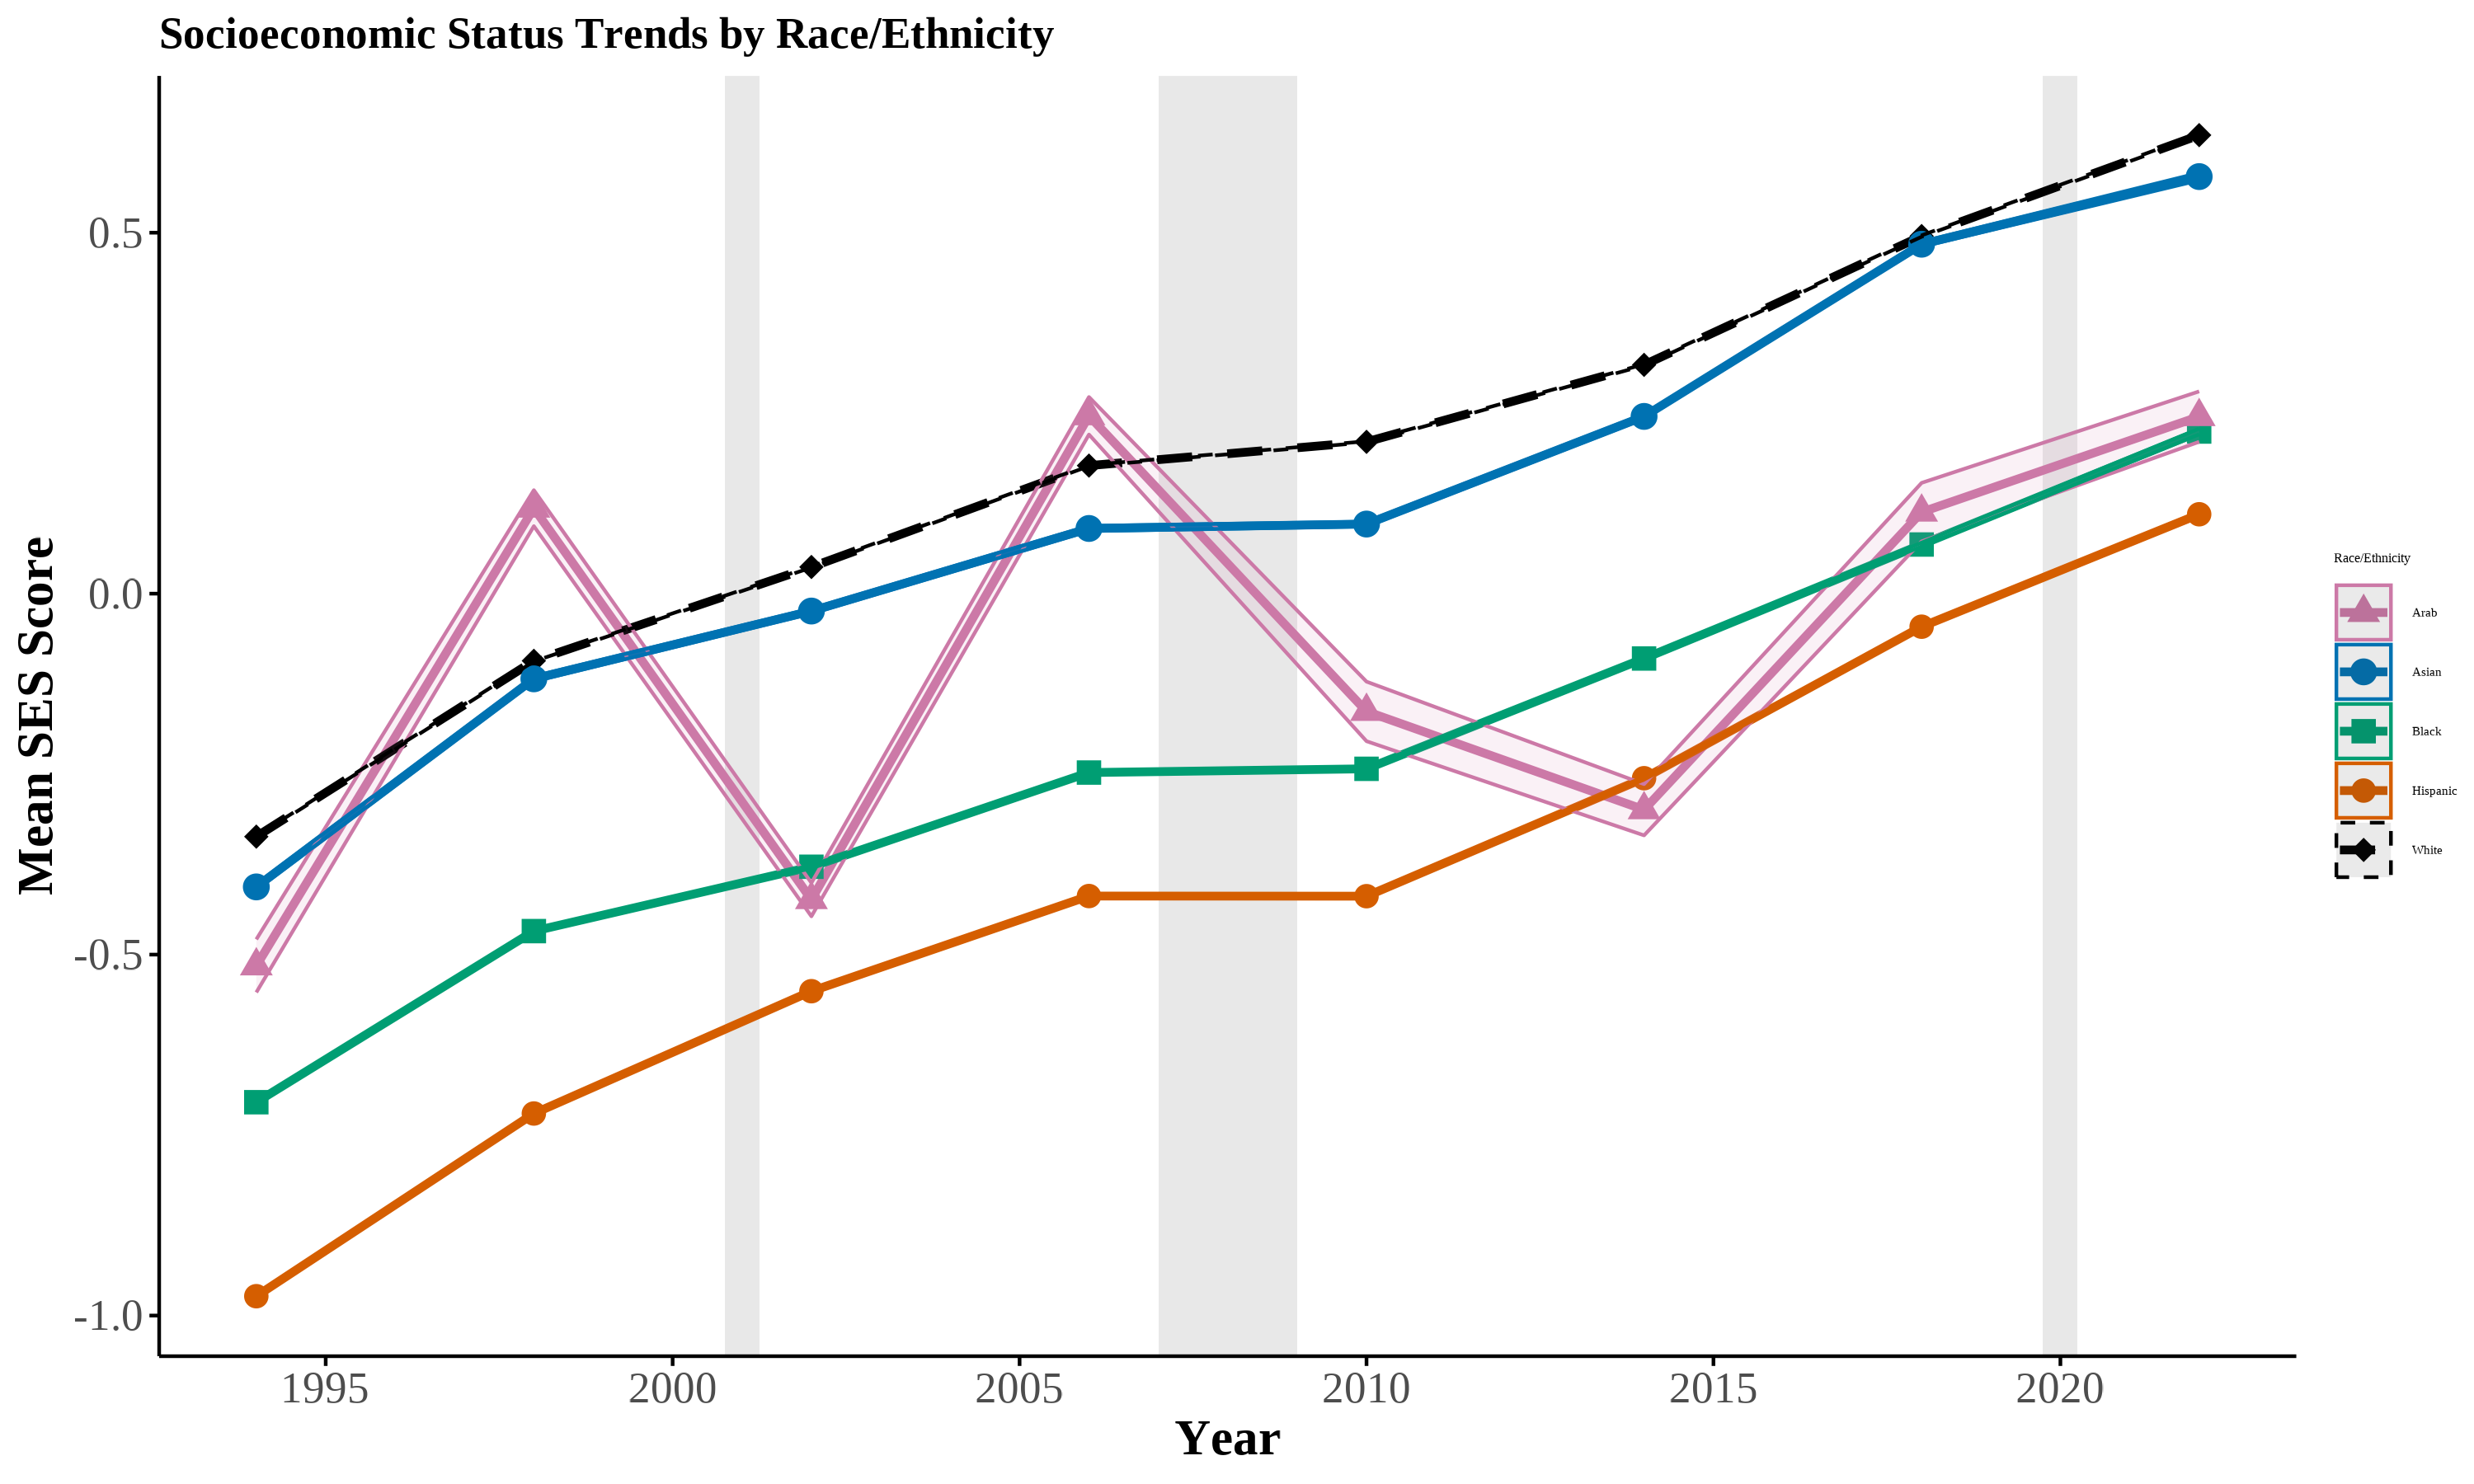 Socioeconomic Status Trends by Race/Ethnicity
Mean SES Score
0.5
0.0
-0.5
-1.0
1995
2000
2005
2010
2015
2020
Year
Race/Ethnicity
Arab
Asian
Black
Hispanic
White